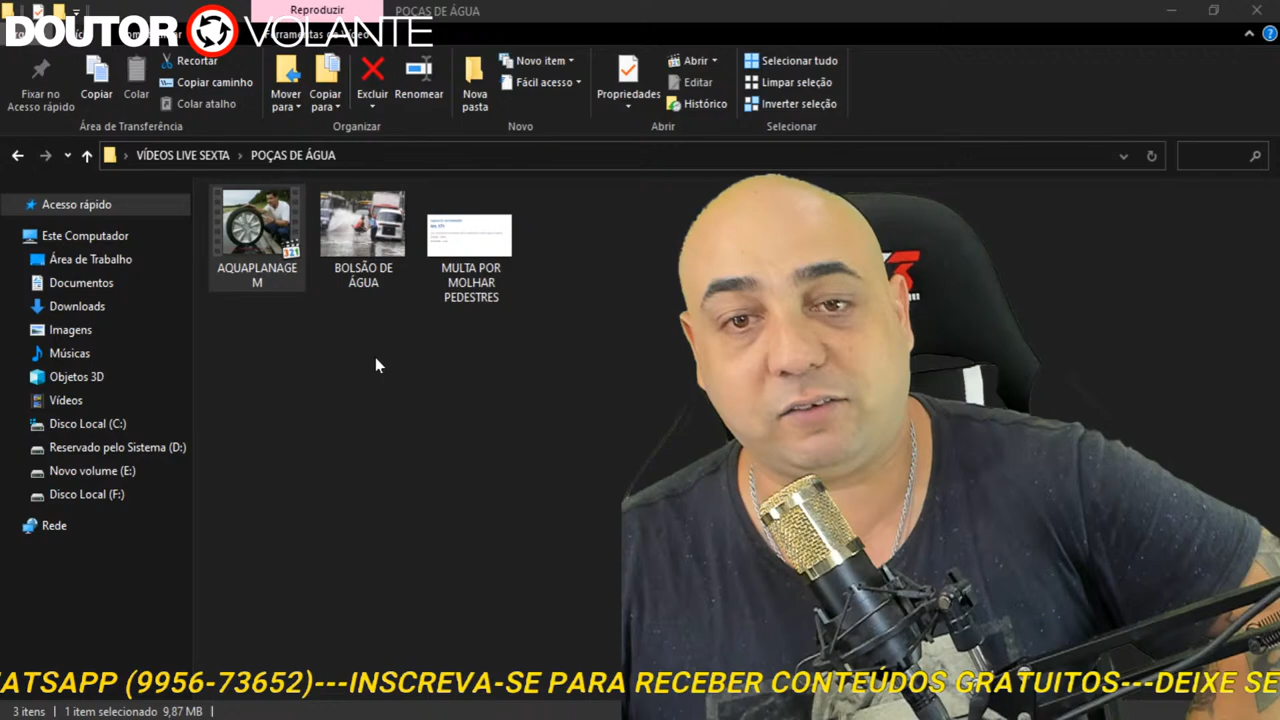 Reproduzir
POÇAS DE ÁGUA
DOUTOR VOLANTE
Ferramentas de Vídeo
Fixar no
Acesso rápido
Copiar
Colar
Recortar
Copiar caminho
Colar atalho
Mover
para
Copiar
para
Excluir
Renomear
Nova
pasta
Novo item
Fácil acesso
Propriedades
Abrir
Editar
Histórico
Selecionar tudo
Limpar seleção
Inverter seleção
Área de Transferência
Organizar
Novo
Abrir
Selecionar
VÍDEOS LIVE SEXTA > POÇAS DE ÁGUA
Acesso rápido
Este Computador
Área de Trabalho
Documentos
Downloads
Imagens
Músicas
Objetos 3D
Vídeos
Disco Local (C:)
Reservado pelo Sistema (D:)
Novo volume (E:)
Disco Local (F:)
Rede
321
AQUAPLANAGE
M
BOLSÃO DE
ÁGUA
MULTA POR
MOLHAR
PEDESTRES
ATSAPP (9956-73652)---INSCREVA-SE PARA RECEBER CONTEÚDOS GRATUITOS---DEIXE SE
3 itens
1 item selecionado 9,87 MB